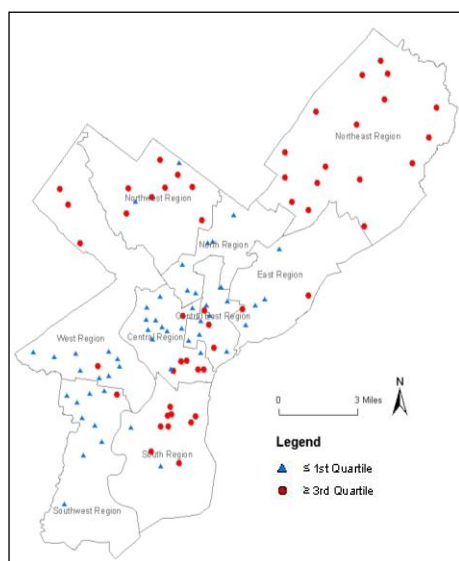 Northeast Region
Northwest Region
North Region
East Region
Central East Region
West Region
Central Region
N
0
3 Miles
Legend
≤ 1st Quartile
≥ 3rd Quartile
South Region
Southwest Region